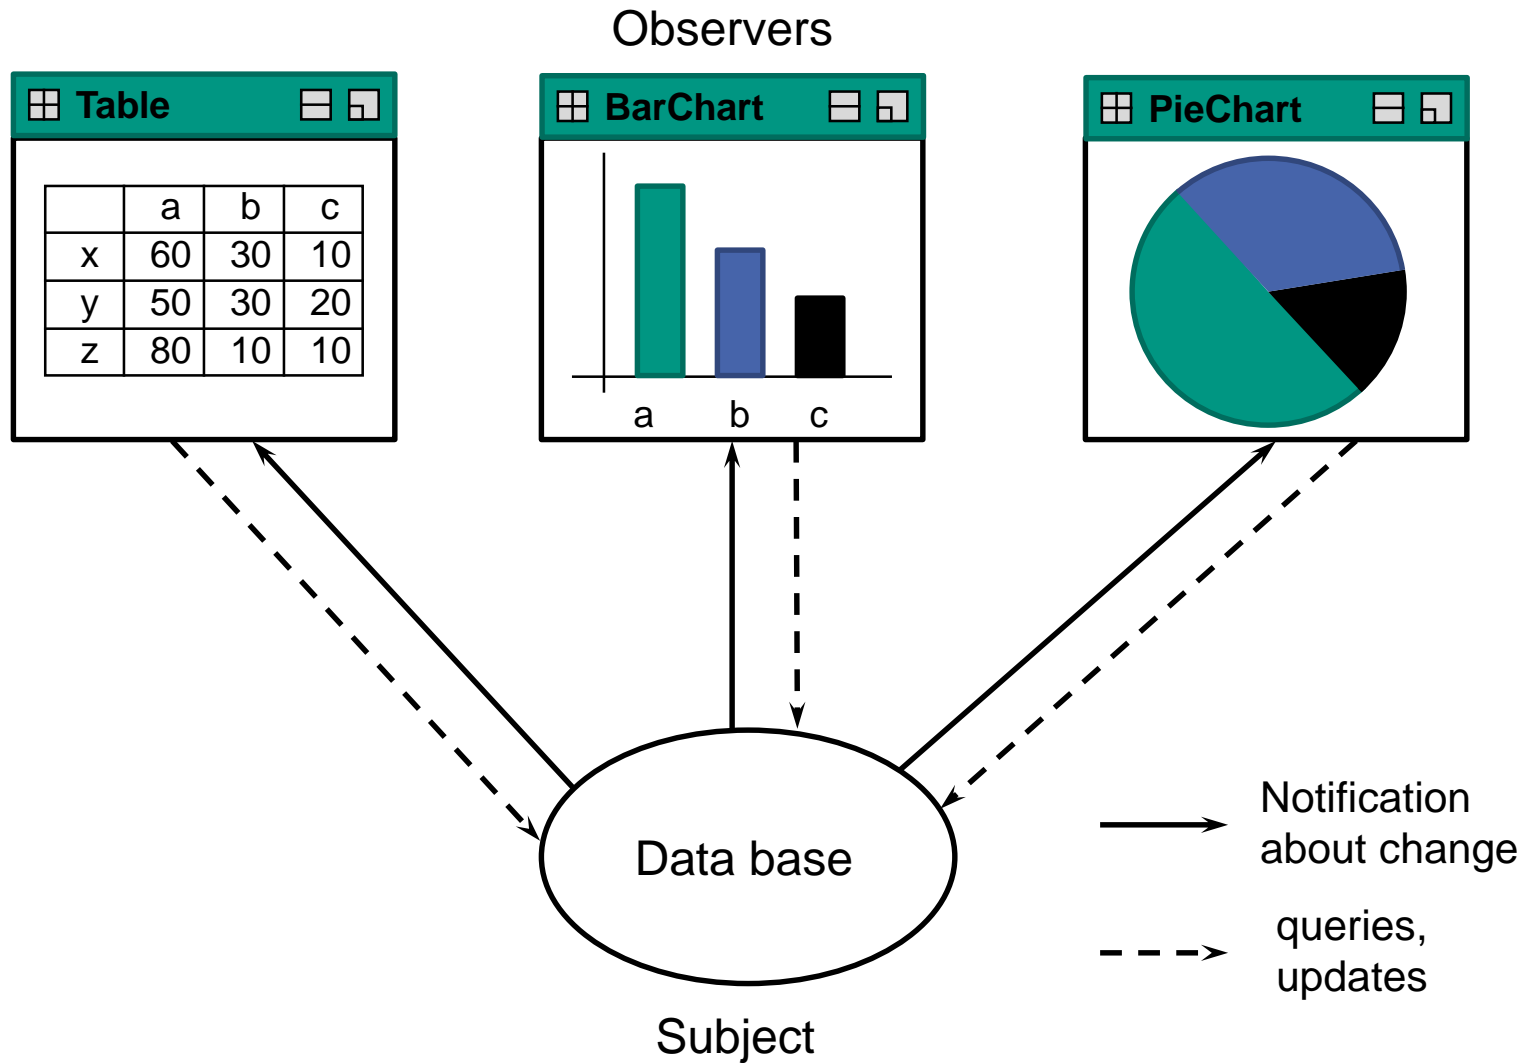 Observers
Table
BarChart
PieChart
a b c
x 60 30 10
y 50 30 20
z 80 10 10
a b c
Data base
Notification
about change
queries,
updates
Subject